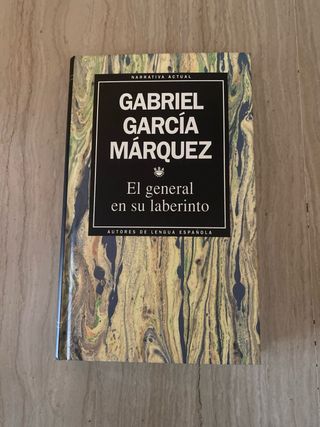 NARRATIVA ACTUAL
GABRIEL
GARCÍA
MÁRQUEZ
El general
en su laberinto
AUTORES DE LENGUA ESPAÑOLA